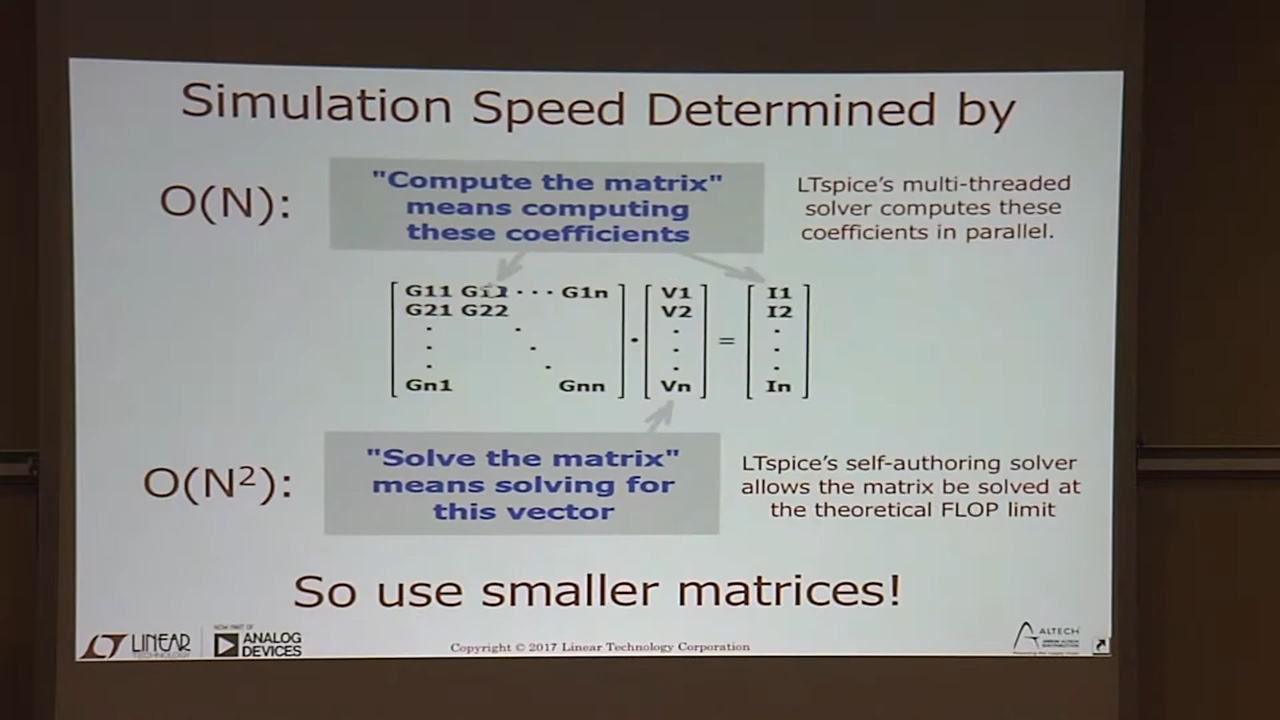 Simulation Speed Determined by
O(N):
"Compute the matrix"
means computing
these coefficients
LTspice's multi-threaded
solver computes these
coefficients in parallel.
G11 G12 · · · G1n
G21 G22
Gn1 Gnn
·
V1
V2
Vn
=
I1
I2
In
O(N²):
"Solve the matrix"
means solving for
this vector
LTspice's self-authoring solver
allows the matrix be solved at
the theoretical FLOP limit
So use smaller matrices!
LINEAR
TECHNOLOGY
NOW PART OF
ANALOG
DEVICES
Copyright © 2017 Linear Technology Corporation
ALTECH